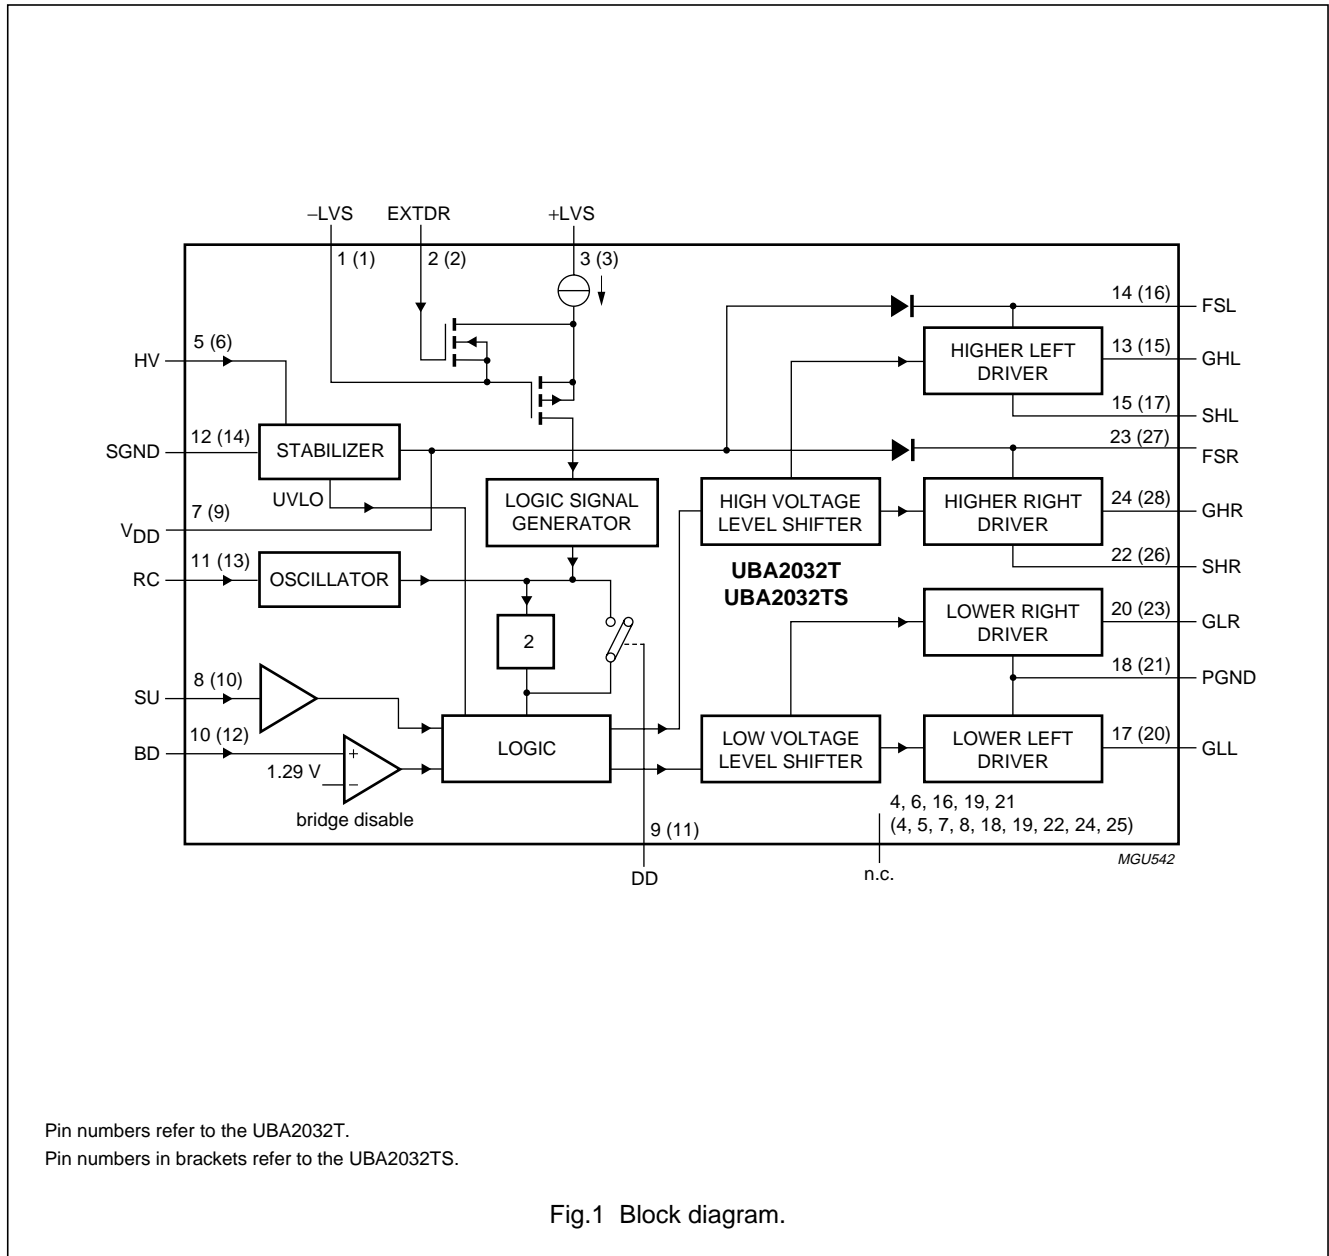 –LVS EXTDR +LVS
1 (1) 2 (2) 3 (3)
14 (16) FSL
HIGHER LEFT
DRIVER
13 (15) GHL
15 (17) SHL
HV 5 (6)
SGND 12 (14)
STABILIZER
23 (27) FSR
UVLO
LOGIC SIGNAL
GENERATOR
HIGH VOLTAGE
LEVEL SHIFTER
HIGHER RIGHT
DRIVER
24 (28) GHR
VDD 7 (9)
22 (26) SHR
RC 11 (13)
OSCILLATOR
UBA2032T
UBA2032TS
LOWER RIGHT
DRIVER
20 (23) GLR
2
18 (21) PGND
SU 8 (10)
BD 10 (12)
+
1.29 V
−
bridge disable
LOGIC
LOW VOLTAGE
LEVEL SHIFTER
LOWER LEFT
DRIVER
17 (20) GLL
4, 6, 16, 19, 21
(4, 5, 7, 8, 18, 19, 22, 24, 25)
9 (11)
MGU542
DD
n.c.
Pin numbers refer to the UBA2032T.
Pin numbers in brackets refer to the UBA2032TS.
Fig.1 Block diagram.